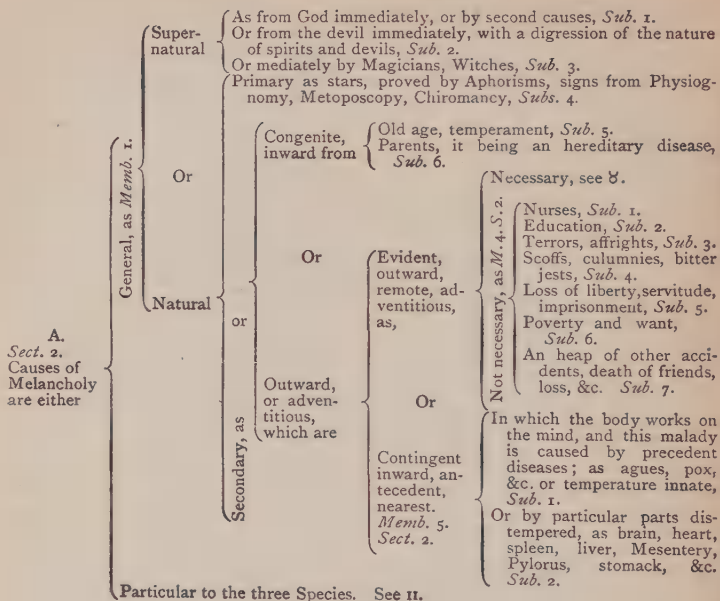 A.
Sect. 2.
Causes of
Melancholy
are either
General, as Memb. 1.
Super-
natural
As from God immediately, or by second causes, Sub. 1.
Or from the devil immediately, with a digression of the nature
of spirits and devils, Sub. 2.
Or mediately by Magicians, Witches, Sub. 3.
Or
Natural
Primary as stars, proved by Aphorisms, signs from Physiog-
nomy, Metoposcopy, Chiromancy, Subs. 4.
or
Secondary, as
Congenite,
inward from
Old age, temperament, Sub. 5.
Parents, it being an hereditary disease,
Sub. 6.
Or
Outward,
or adven-
titious,
which are
Evident,
outward,
remote, ad-
ventitious,
as,
Necessary, see ♉.
Not necessary, as M. 4. S. 2.
Nurses, Sub. 1.
Education, Sub. 2.
Terrors, affrights, Sub. 3.
Scoffs, culumnies, bitter
jests, Sub. 4.
Loss of liberty,servitude,
imprisonment, Sub. 5.
Poverty and want,
Sub. 6.
An heap of other acci-
dents, death of friends,
loss, &c. Sub. 7.
Or
Contingent
inward, an-
tecedent,
nearest.
Memb. 5.
Sect. 2.
In which the body works on
the mind, and this malady
is caused by precedent
diseases; as agues, pox,
&c. or temperature innate,
Sub. 1.
Or by particular parts dis-
tempered, as brain, heart,
spleen, liver, Mesentery,
Pylorus, stomack, &c.
Sub. 2.
Particular to the three Species. See II.